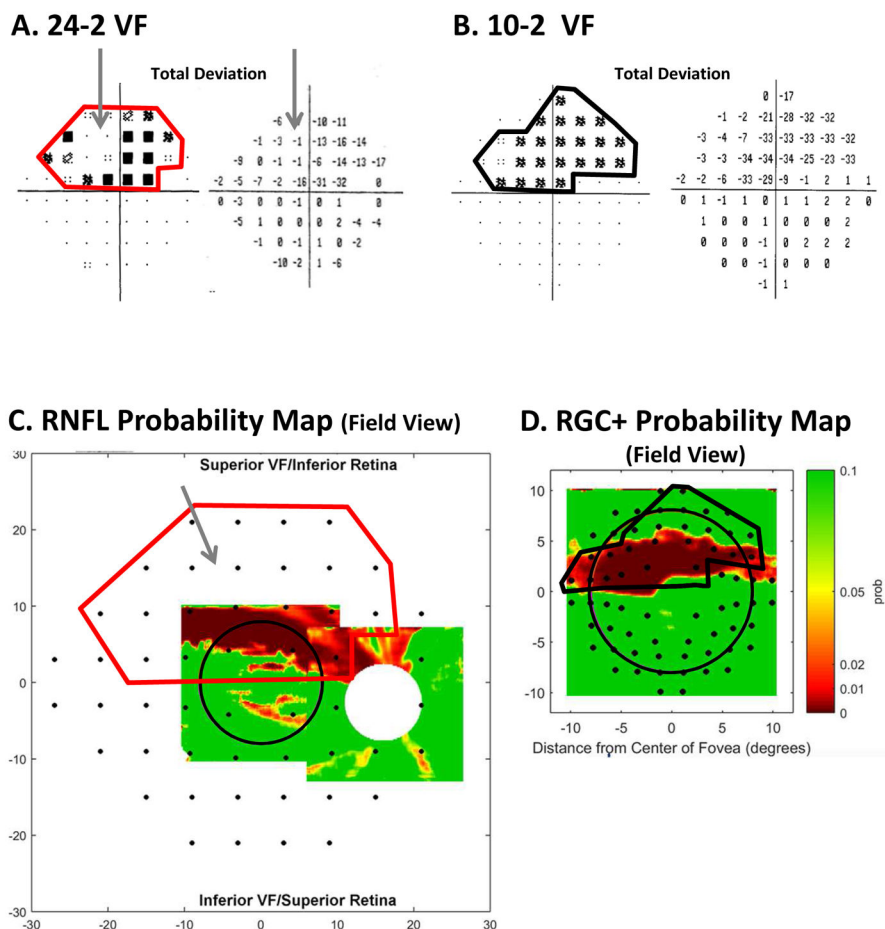 A. 24-2 VF
Total Deviation
-6 -10 -11
-1 -3 -1 -13 -16 -14
-9 0 -1 -1 -6 -14 -13 -17
-2 -5 -7 -2 -16 -31 -32 0
0 -3 0 0 0 0 0 0
-5 1 0 0 0 2 -4 -4
-1 0 -1 1 0 -2
-10 -2 1 -6
B. 10-2 VF
Total Deviation
0 -17
-1 -2 -21 -28 -32 -32
-3 -4 -7 -33 -33 -33 -33 -32
-3 -3 -34 -34 -34 -25 -23 -33
-2 -2 -6 -33 -29 -9 -1 2 1 1
0 1 -1 1 0 1 1 2 2 0
1 0 0 0 0 1 2 2
0 0 0 -1 0 2 2 2
0 0 -1 0 0 0
-1 1
C. RNFL Probability Map (Field View)
Superior VF/Inferior Retina
30
20
10
0
-10
-20
-30
Inferior VF/Superior Retina
-30 -20 -10 0 10 20 30
D. RGC+ Probability Map
(Field View)
10
5
0
-5
-10
-10 -5 0 5 10
Distance from Center of Fovea (degrees)
0.1
0.05
0.02
0.01
0
prob